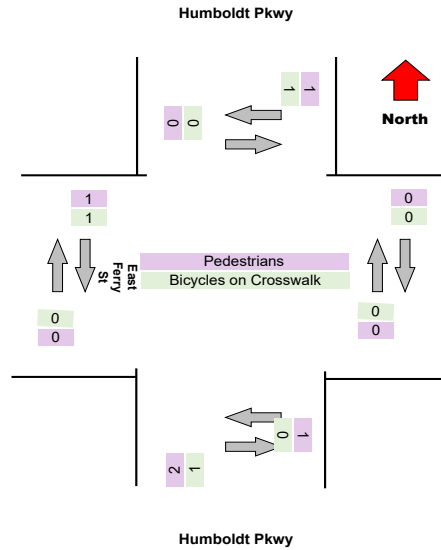 Humboldt Pkwy
1 1
0 0
North
1
1
0
0
East
Ferry
St
Pedestrians
Bicycles on Crosswalk
0
0
0
0
0 1
2 1
Humboldt Pkwy